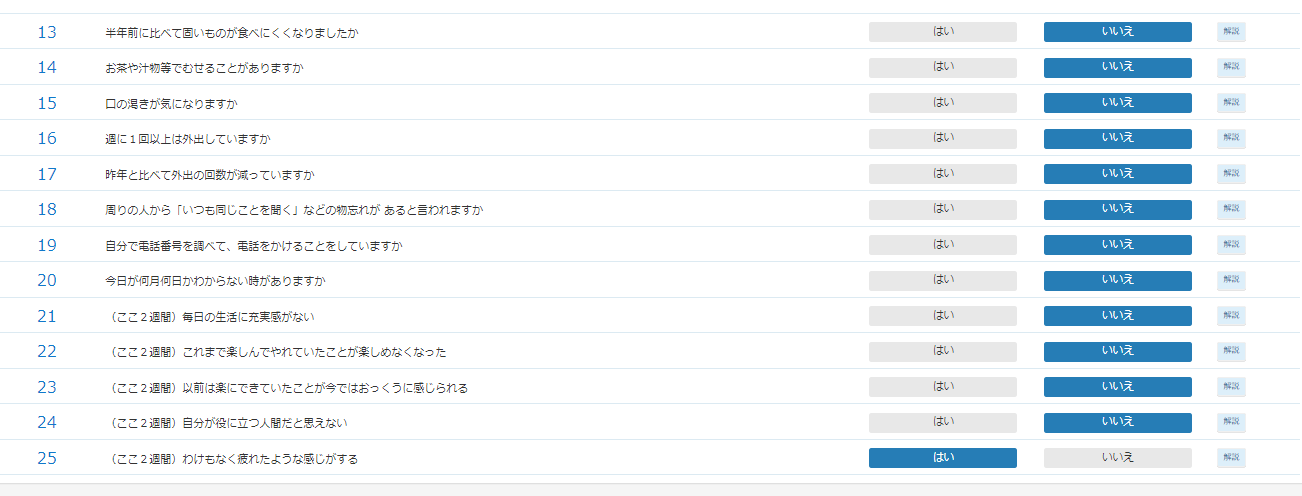 13 半年前に比べて固いものが食べにくくなりましたか はい いいえ 解説
14 お茶や汁物等でむせることがありますか はい いいえ 解説
15 口の渇きが気になりますか はい いいえ 解説
16 週に１回以上は外出していますか はい いいえ 解説
17 昨年と比べて外出の回数が減っていますか はい いいえ 解説
18 周りの人から「いつも同じことを聞く」などの物忘れが あると言われますか はい いいえ 解説
19 自分で電話番号を調べて、電話をかけることをしていますか はい いいえ 解説
20 今日が何月何日かわからない時がありますか はい いいえ 解説
21 （ここ２週間）毎日の生活に充実感がない はい いいえ 解説
22 （ここ２週間）これまで楽しんでやれていたことが楽しめなくなった はい いいえ 解説
23 （ここ２週間）以前は楽にできていたことが今ではおっくうに感じられる はい いいえ 解説
24 （ここ２週間）自分が役に立つ人間だと思えない はい いいえ 解説
25 （ここ２週間）わけもなく疲れたような感じがする はい いいえ 解説